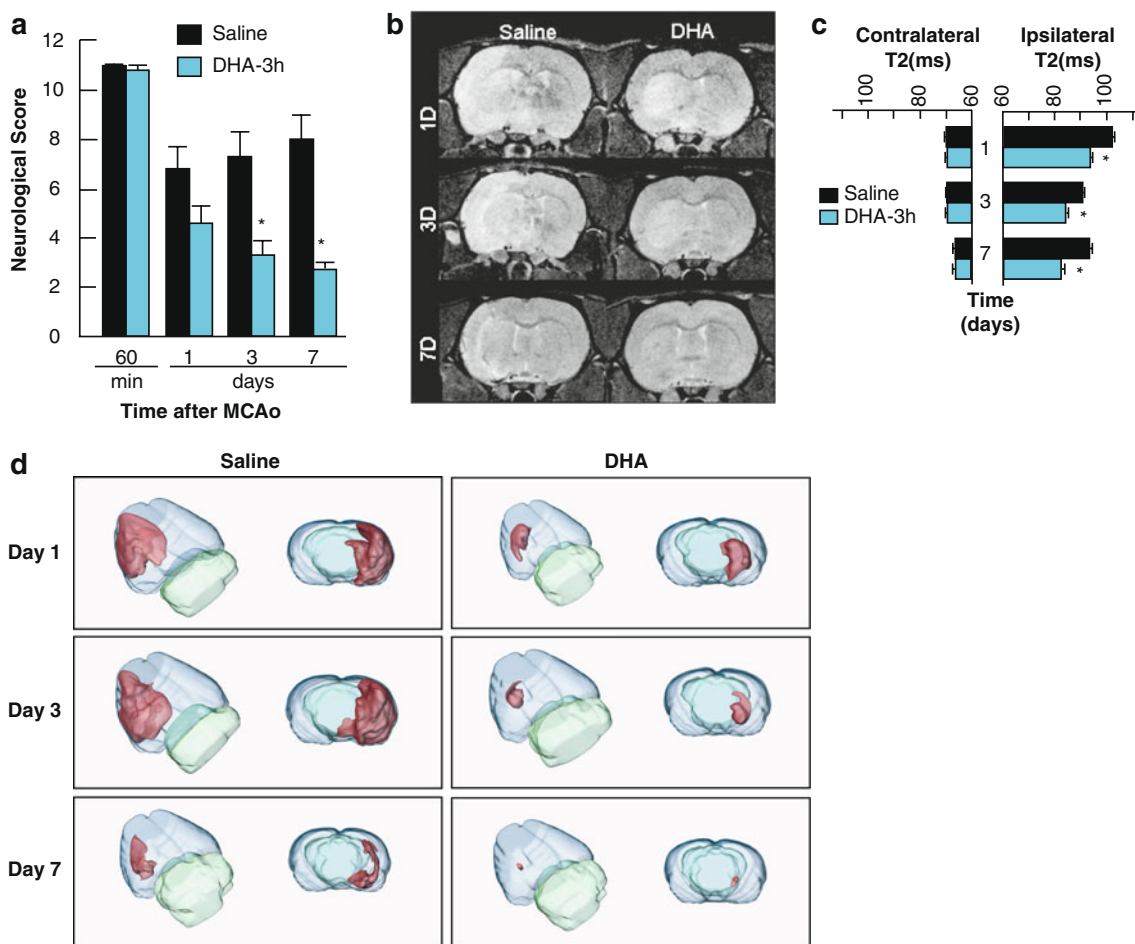 a
Saline
DHA-3h
12
10
8
6
4
2
0
Neurological Score
*
*
60
1
3
7
min
days
Time after MCAo
b
Saline
DHA
1D
3D
7D
c
Contralateral
T2(ms)
Ipsilateral
T2(ms)
100
80
60
60
80
100
Saline
DHA-3h
1
*
3
*
7
*
Time
(days)
d
Saline
DHA
Day 1
Day 3
Day 7